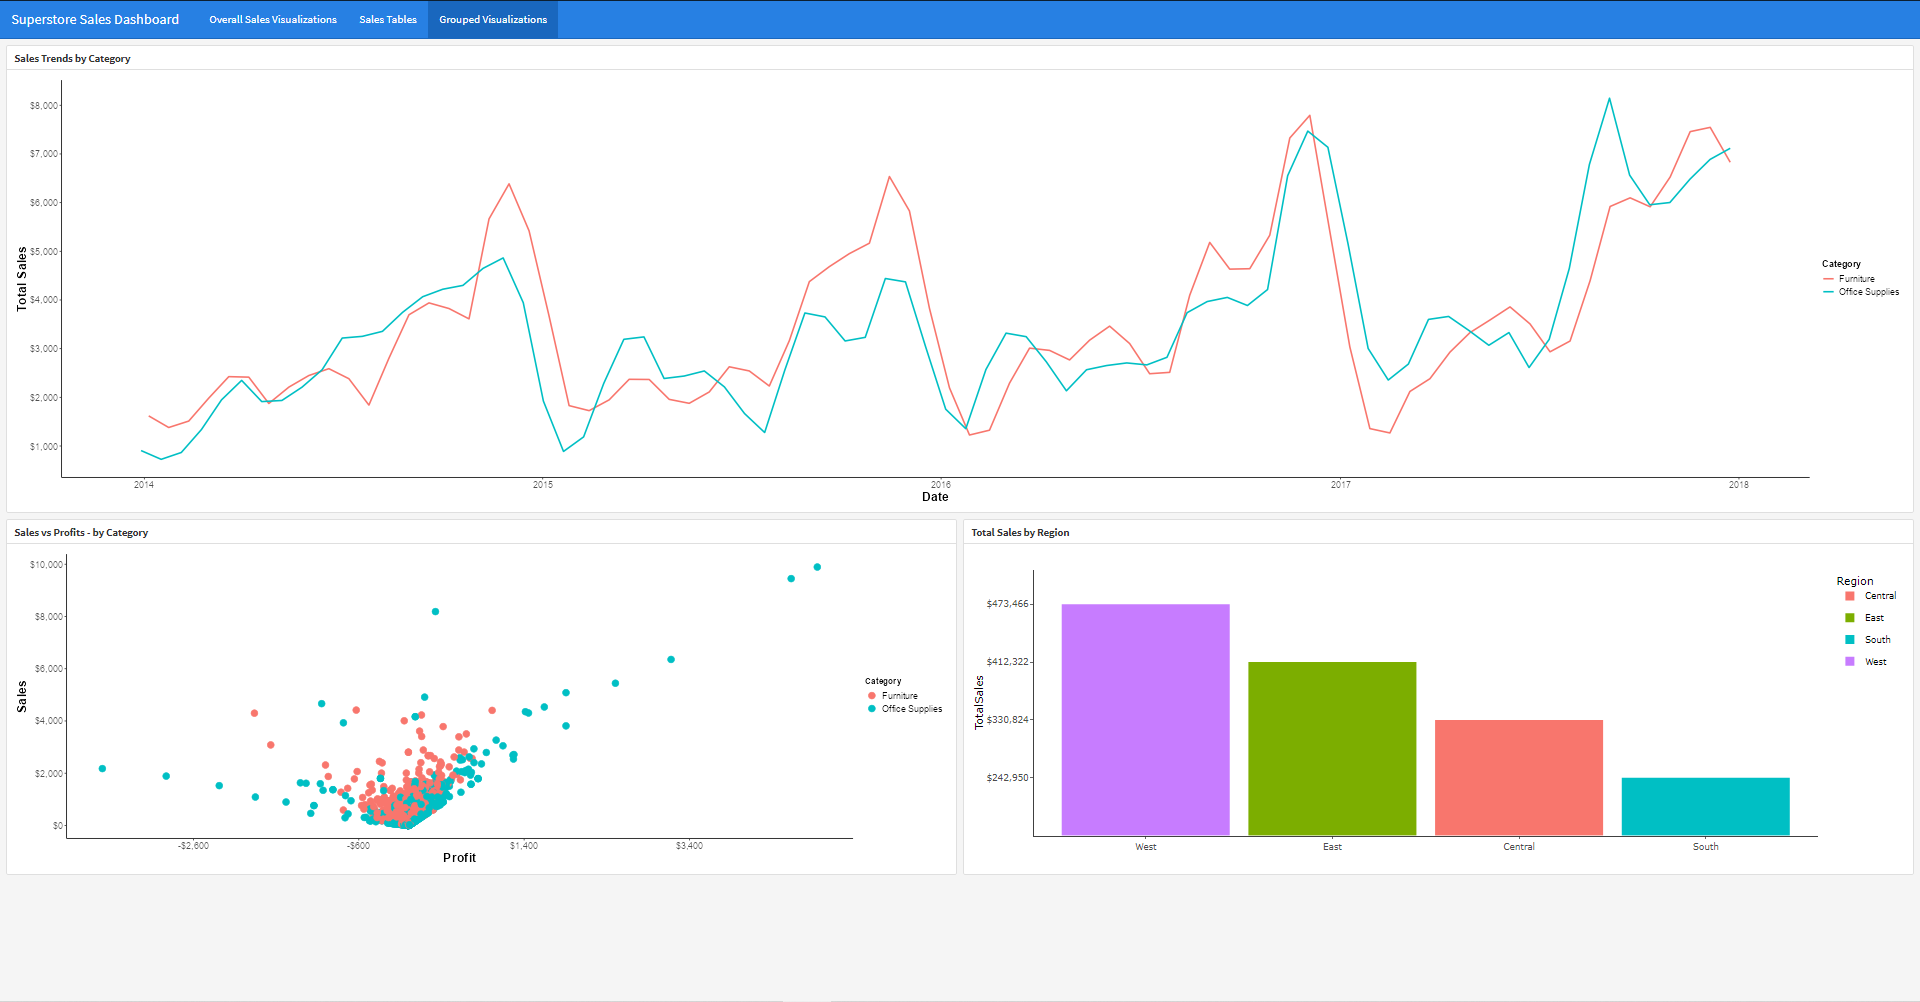 Superstore Sales Dashboard Overall Sales Visualizations Sales Tables Grouped Visualizations
Sales Trends by Category
$8,000
$7,000
$6,000
$5,000
$4,000
$3,000
$2,000
$1,000
Total Sales
2014 2015 2016 2017 2018
Date
Category
Furniture
Office Supplies
Sales vs Profits - by Category
$10,000
$8,000
$6,000
$4,000
$2,000
$0
Sales
-$2,600 -$600 $1,400 $3,400
Profit
Category
Furniture
Office Supplies
Total Sales by Region
$473,466
$412,322
$330,824
$242,950
TotalSales
West East Central South
Region
Central
East
South
West